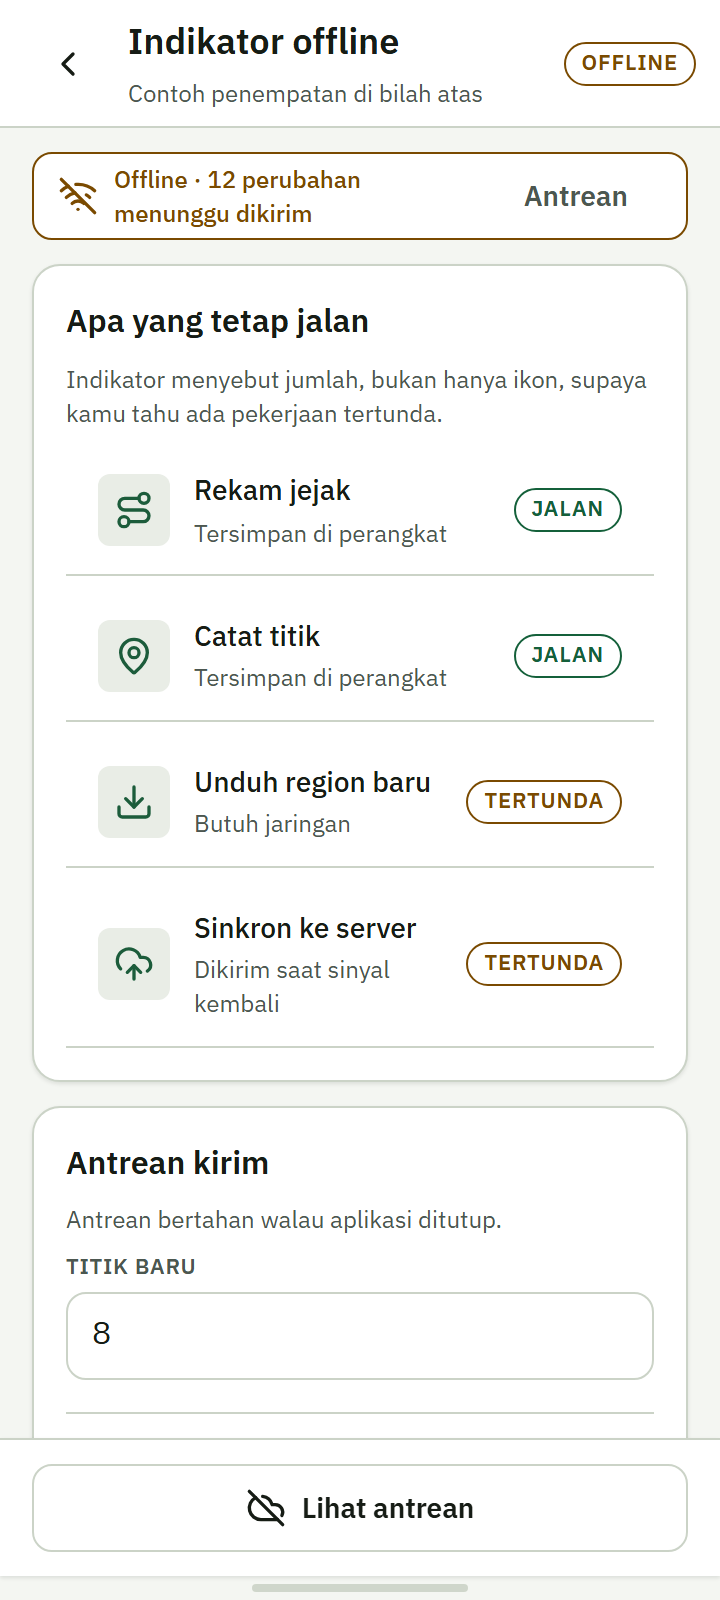 Indikator offline
Contoh penempatan di bilah atas
OFFLINE
Offline · 12 perubahan
menunggu dikirim
Antrean
Apa yang tetap jalan
Indikator menyebut jumlah, bukan hanya ikon, supaya
kamu tahu ada pekerjaan tertunda.
Rekam jejak
Tersimpan di perangkat
JALAN
Catat titik
Tersimpan di perangkat
JALAN
Unduh region baru
Butuh jaringan
TERTUNDA
Sinkron ke server
Dikirim saat sinyal
kembali
TERTUNDA
Antrean kirim
Antrean bertahan walau aplikasi ditutup.
TITIK BARU
8
Lihat antrean